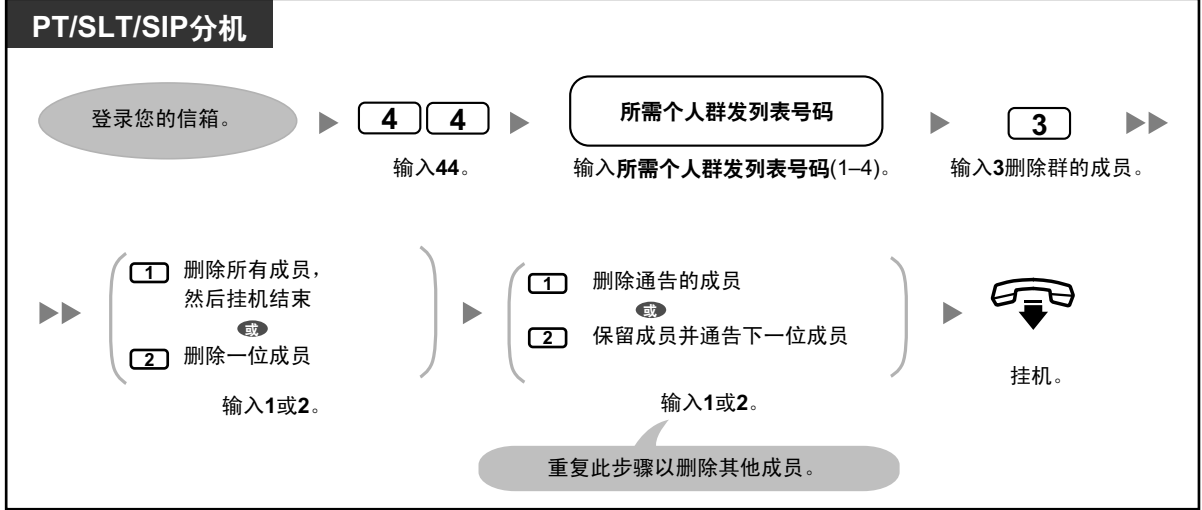 PT/SLT/SIP分机
登录您的信箱。
4 4
输入44。
所需个人群发列表号码
输入所需个人群发列表号码(1–4)。
3
输入3删除群的成员。
1 删除所有成员，
然后挂机结束
或
2 删除一位成员
输入1或2。
1 删除通告的成员
或
2 保留成员并通告下一位成员
输入1或2。
重复此步骤以删除其他成员。
挂机。